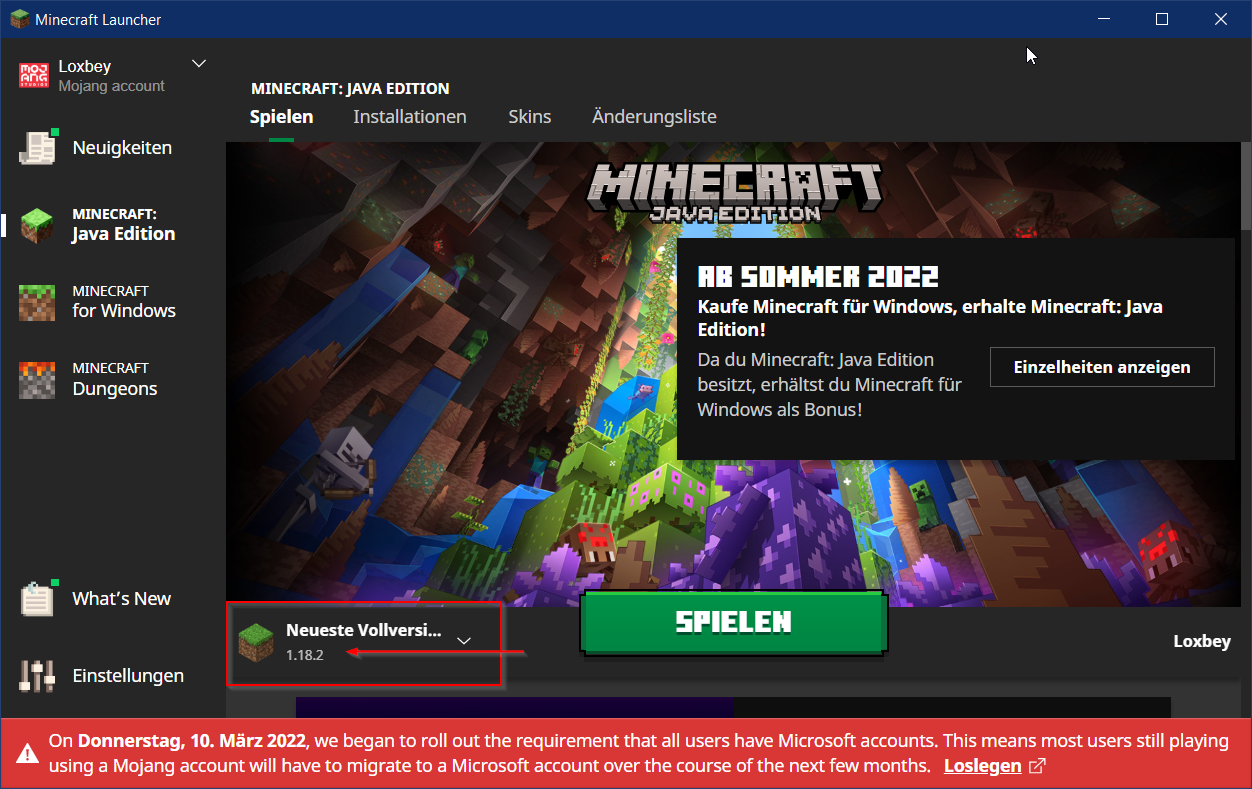 Minecraft Launcher
MOJANG
STUDIOS
Loxbey
Mojang account
Neuigkeiten
MINECRAFT:
Java Edition
MINECRAFT
for Windows
MINECRAFT
Dungeons
What's New
Einstellungen
MINECRAFT: JAVA EDITION
Spielen Installationen Skins Änderungsliste
MINECRAFT
JAVA EDITION
AB SOMMER 2022
Kaufe Minecraft für Windows, erhalte Minecraft: Java
Edition!
Da du Minecraft: Java Edition
besitzt, erhältst du Minecraft für
Windows als Bonus!
Einzelheiten anzeigen
Neueste Vollversi...
1.18.2
SPIELEN
Loxbey
On Donnerstag, 10. März 2022, we began to roll out the requirement that all users have Microsoft accounts. This means most users still playing
using a Mojang account will have to migrate to a Microsoft account over the course of the next few months. Loslegen